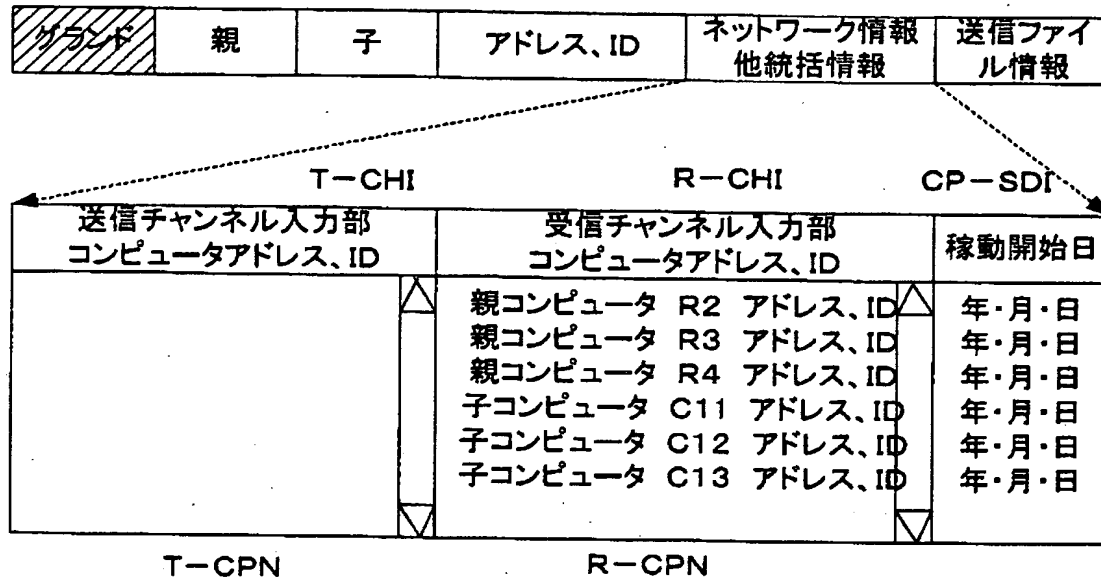 グランド 親 子 アドレス、ID ネットワーク情報 他統括情報 送信ファイル情報
T－CHI R－CHI CP－SDI
送信チャンネル入力部 コンピュータアドレス、ID 受信チャンネル入力部 コンピュータアドレス、ID 稼動開始日
親コンピュータ R2 アドレス、ID 年・月・日
親コンピュータ R3 アドレス、ID 年・月・日
親コンピュータ R4 アドレス、ID 年・月・日
子コンピュータ C11 アドレス、ID 年・月・日
子コンピュータ C12 アドレス、ID 年・月・日
子コンピュータ C13 アドレス、ID 年・月・日
T－CPN R－CPN